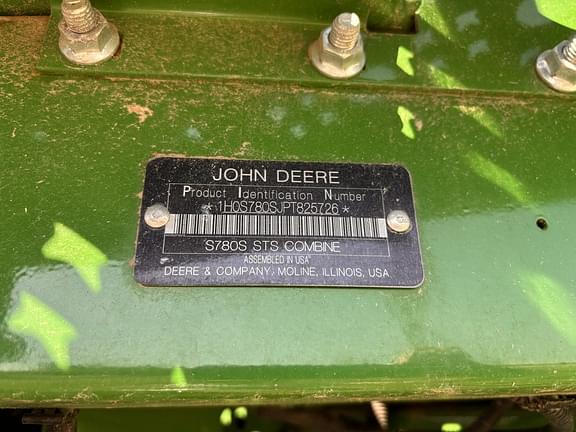 JOHN DEERE
Product Identification Number
*1H0S780SJPT825726*
S780S STS COMBINE
ASSEMBLED IN USA
DEERE & COMPANY, MOLINE, ILLINOIS, USA